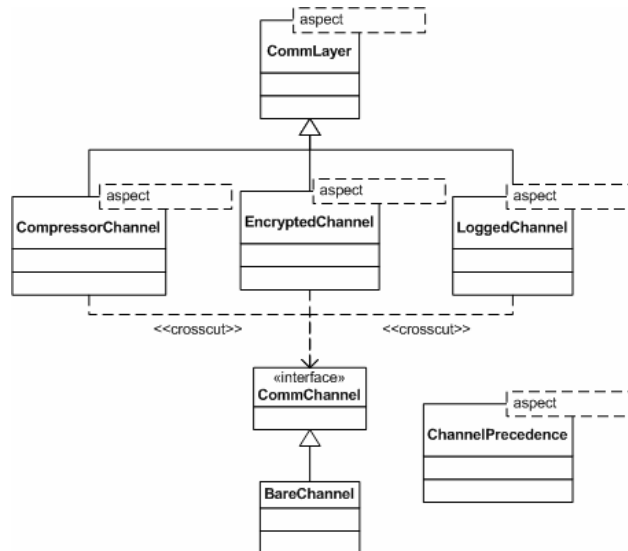 aspect
CommLayer
aspect
aspect
aspect
CompressorChannel
EncryptedChannel
LoggedChannel
<<crosscut>>
<<crosscut>>
«interface»
CommChannel
aspect
ChannelPrecedence
BareChannel